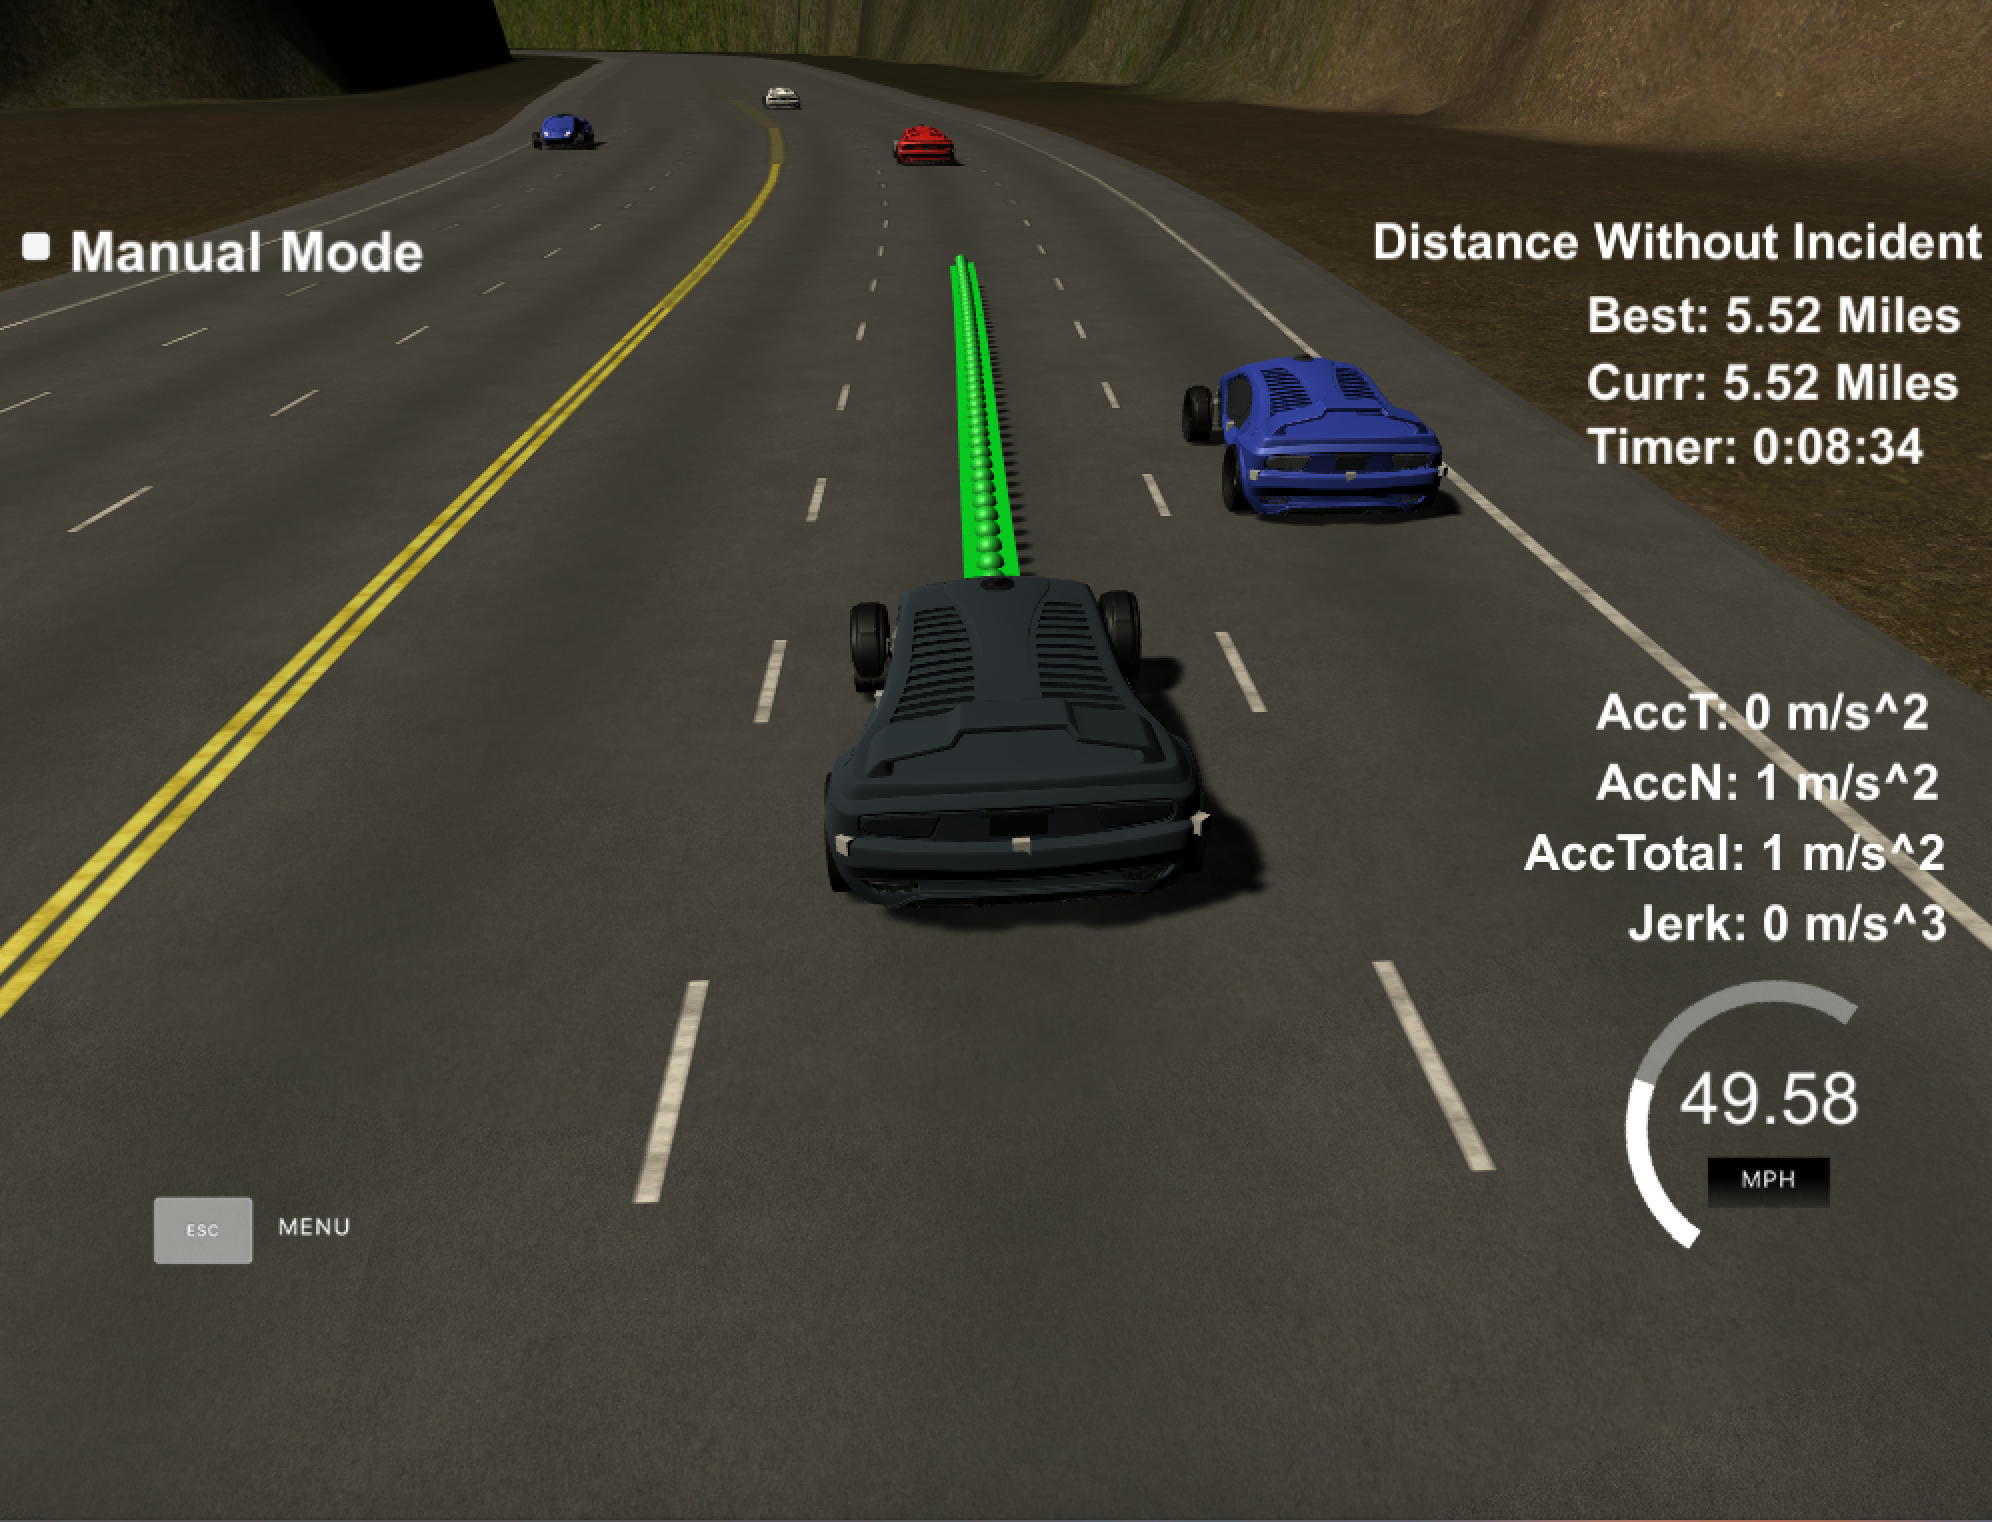 Manual Mode
Distance Without Incident
Best: 5.52 Miles
Curr: 5.52 Miles
Timer: 0:08:34
AccT: 0 m/s^2
AccN: 1 m/s^2
AccTotal: 1 m/s^2
Jerk: 0 m/s^3
49.58
MPH
ESC MENU